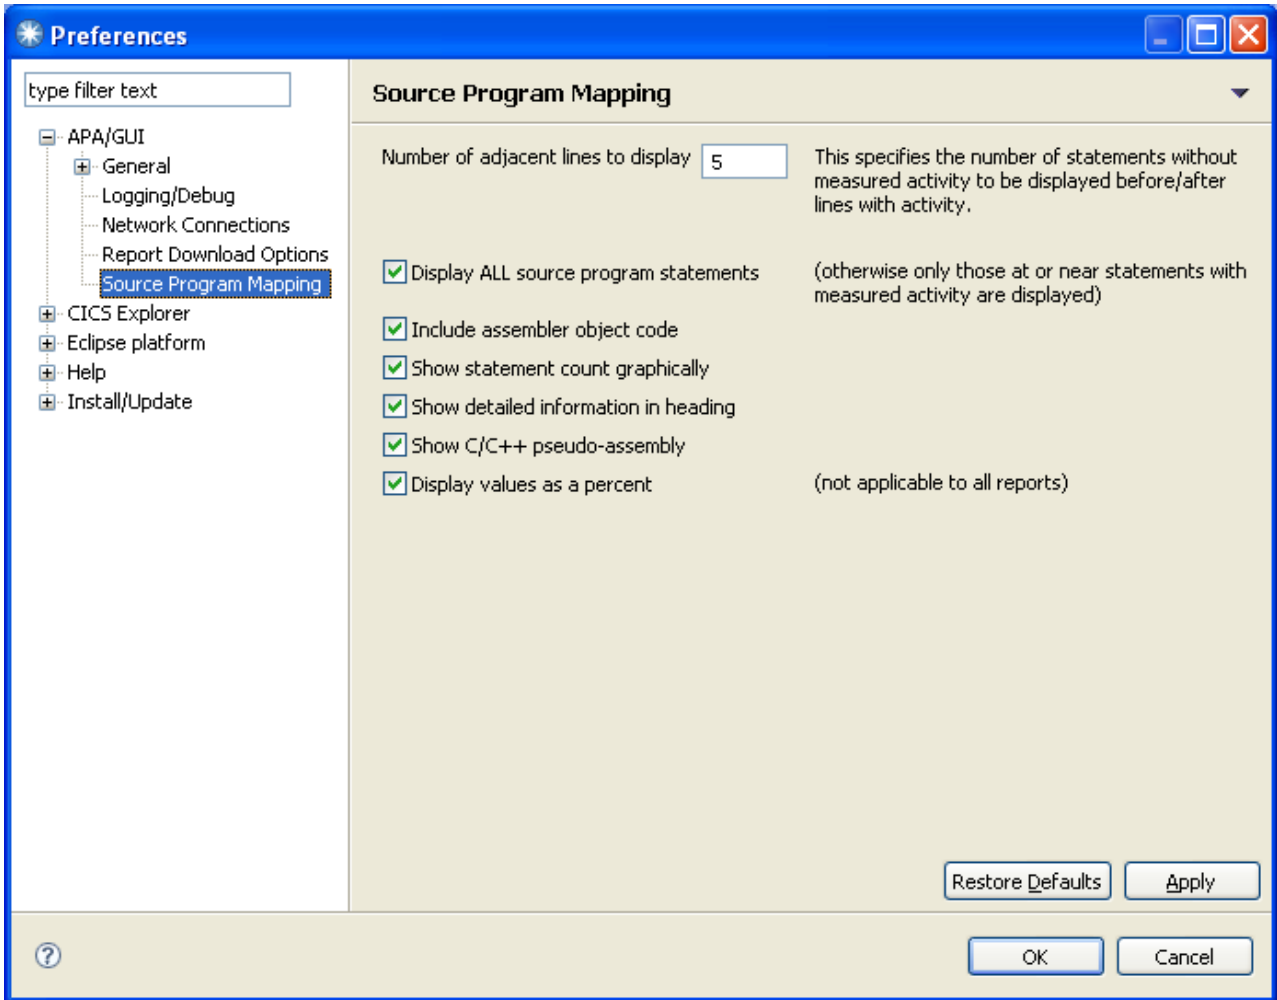 Preferences
type filter text
APA/GUI
General
Logging/Debug
Network Connections
Report Download Options
Source Program Mapping
CICS Explorer
Eclipse platform
Help
Install/Update
Source Program Mapping
Number of adjacent lines to display 5
This specifies the number of statements without
measured activity to be displayed before/after
lines with activity.
Display ALL source program statements
(otherwise only those at or near statements with
measured activity are displayed)
Include assembler object code
Show statement count graphically
Show detailed information in heading
Show C/C++ pseudo-assembly
Display values as a percent
(not applicable to all reports)
Restore Defaults
Apply
?
OK
Cancel